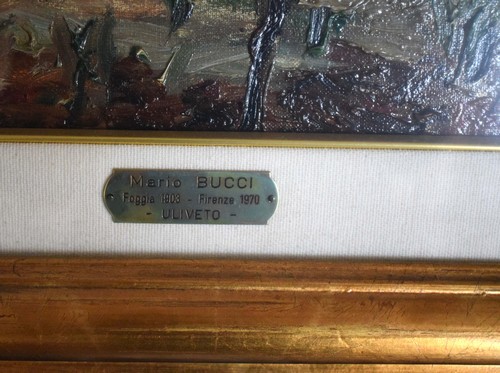 Mario BUCCI
Foggia 1903 - Firenze 1970
- ULIVETO -